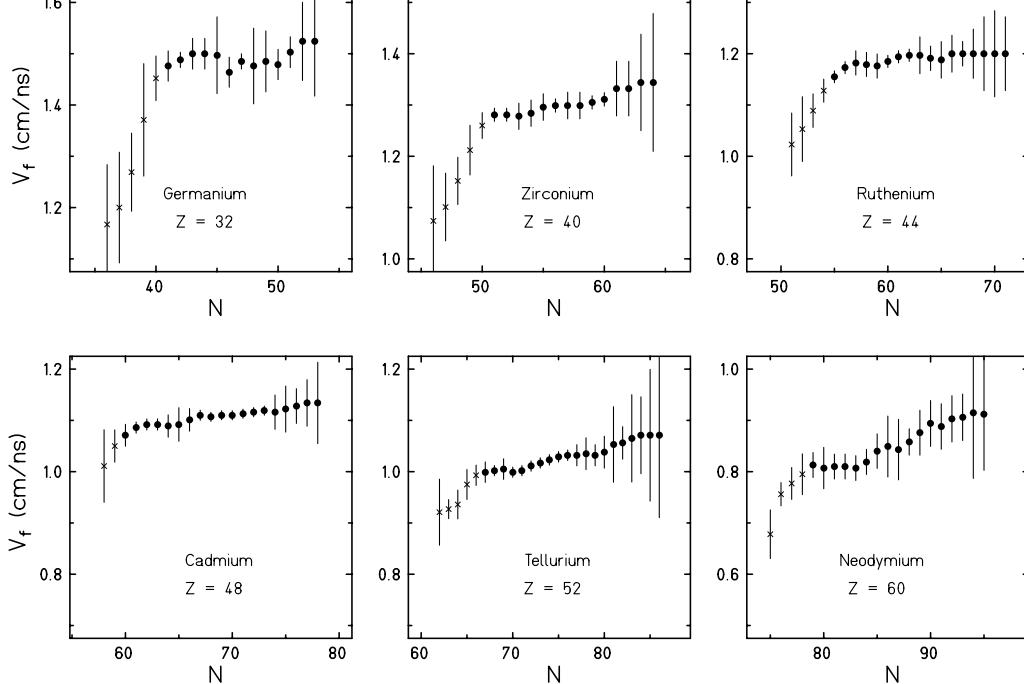 1.6
1.4
1.2
V_f (cm/ns)
Germanium
Z = 32
40 50
N
1.4
1.2
1.0
Zirconium
Z = 40
50 60
N
1.2
1.0
0.8
Ruthenium
Z = 44
50 60 70
N
1.2
1.0
0.8
V_f (cm/ns)
Cadmium
Z = 48
60 70 80
N
1.2
1.0
0.8
Tellurium
Z = 52
60 70 80
N
1.0
0.8
0.6
Neodymium
Z = 60
80 90
N